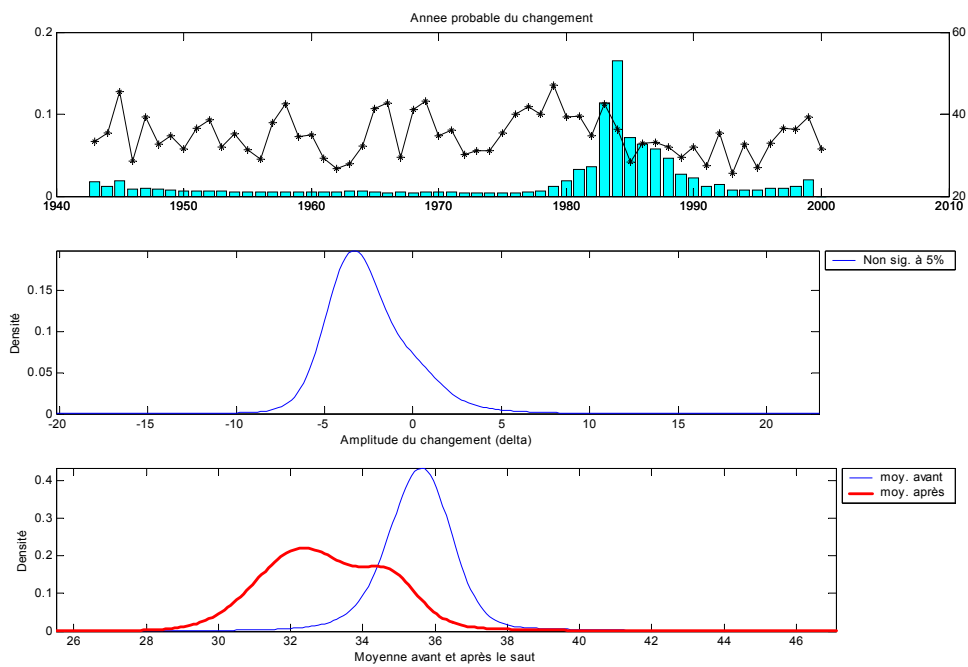 Annee probable du changement
0.2
0.1
0
60
40
20
1940 1950 1960 1970 1980 1990 2000 2010
Non sig. à 5%
Densité
0.15
0.1
0.05
0
-20 -15 -10 -5 0 5 10 15 20
Amplitude du changement (delta)
moy. avant
moy. après
Densité
0.4
0.3
0.2
0.1
0
26 28 30 32 34 36 38 40 42 44 46
Moyenne avant et après le saut